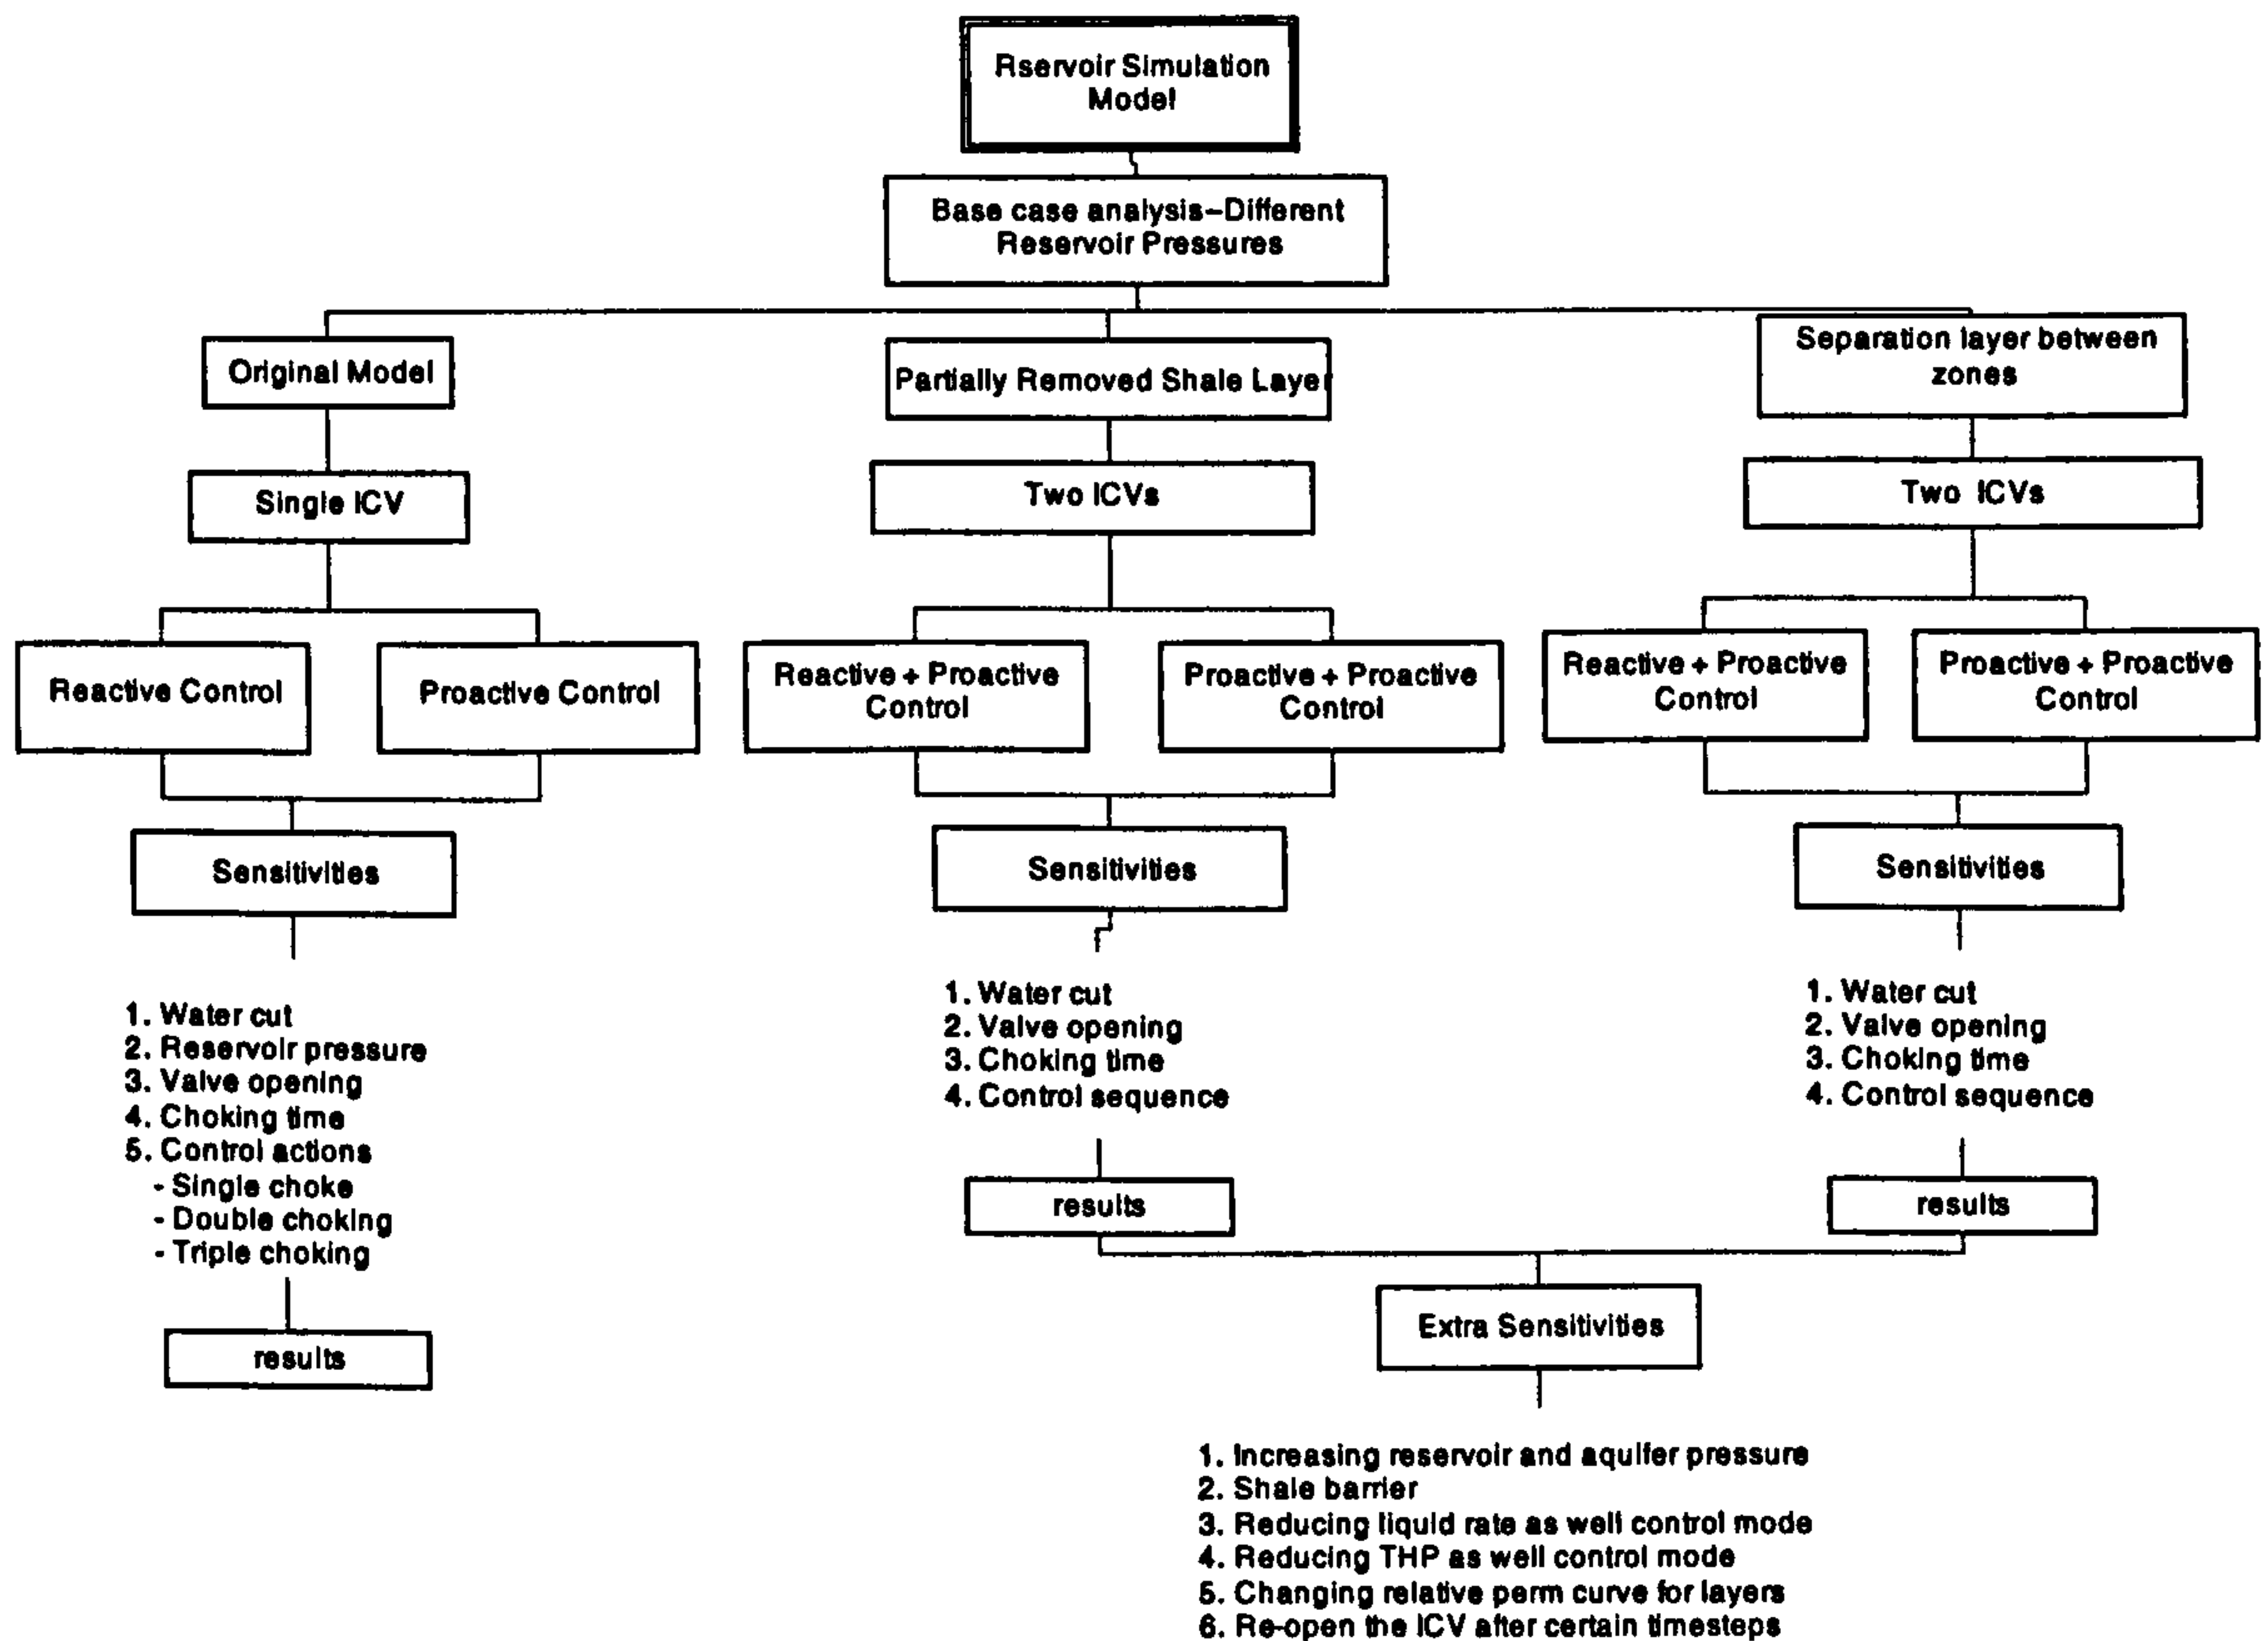 Rservoir Simulation
Model
Base case analysis–Different
Reservoir Pressures
Original Model
Partially Removed Shale Layer
Separation layer between
zones
Single ICV
Two ICVs
Two ICVs
Reactive Control
Proactive Control
Reactive + Proactive
Control
Proactive + Proactive
Control
Reactive + Proactive
Control
Proactive + Proactive
Control
Sensitivities
Sensitivities
Sensitivities
1. Water cut
2. Reservoir pressure
3. Valve opening
4. Choking time
5. Control actions
- Single choke
- Double choking
- Triple choking
results
1. Water cut
2. Valve opening
3. Choking time
4. Control sequence
results
1. Water cut
2. Valve opening
3. Choking time
4. Control sequence
results
Extra Sensitivities
1. Increasing reservoir and aquifer pressure
2. Shale barrier
3. Reducing liquid rate as well control mode
4. Reducing THP as well control mode
5. Changing relative perm curve for layers
6. Re-open the ICV after certain timesteps